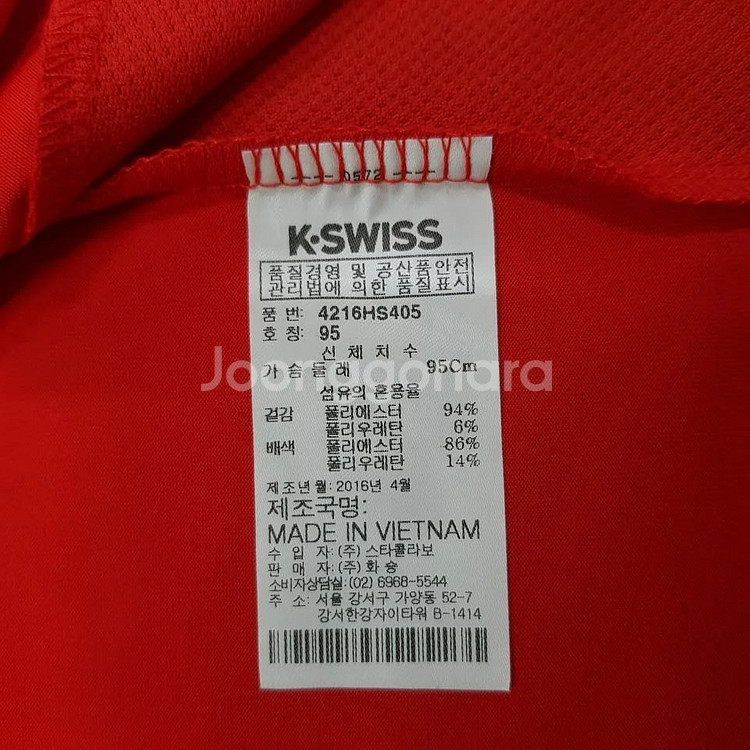 0572
K·SWISS
품질경영 및 공산품안전
관리법에 의한 품질표시
품 번: 4216HS405
호 칭: 95
신 체 치 수
가 슴 둘 레 95Cm
Joonggonara
섬유의 혼용율
겉감 폴리에스터 94%
폴리우레탄 6%
배색 폴리에스터 86%
폴리우레탄 14%
제조년월: 2016년 4월
제조국명:
MADE IN VIETNAM
수 입 자: (주) 스타콜라보
판 매 자: (주) 화 승
소비자상담실: (02) 6968-5544
주 소: 서울 강서구 가양동 52-7
강서한강자이타워 B-1414